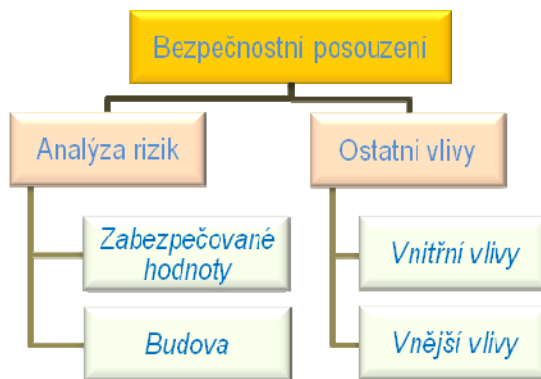 Bezpečnostní posouzení
Analýza rizik
Ostatní vlivy
Zabezpečované
hodnoty
Vnitřní vlivy
Budova
Vnější vlivy